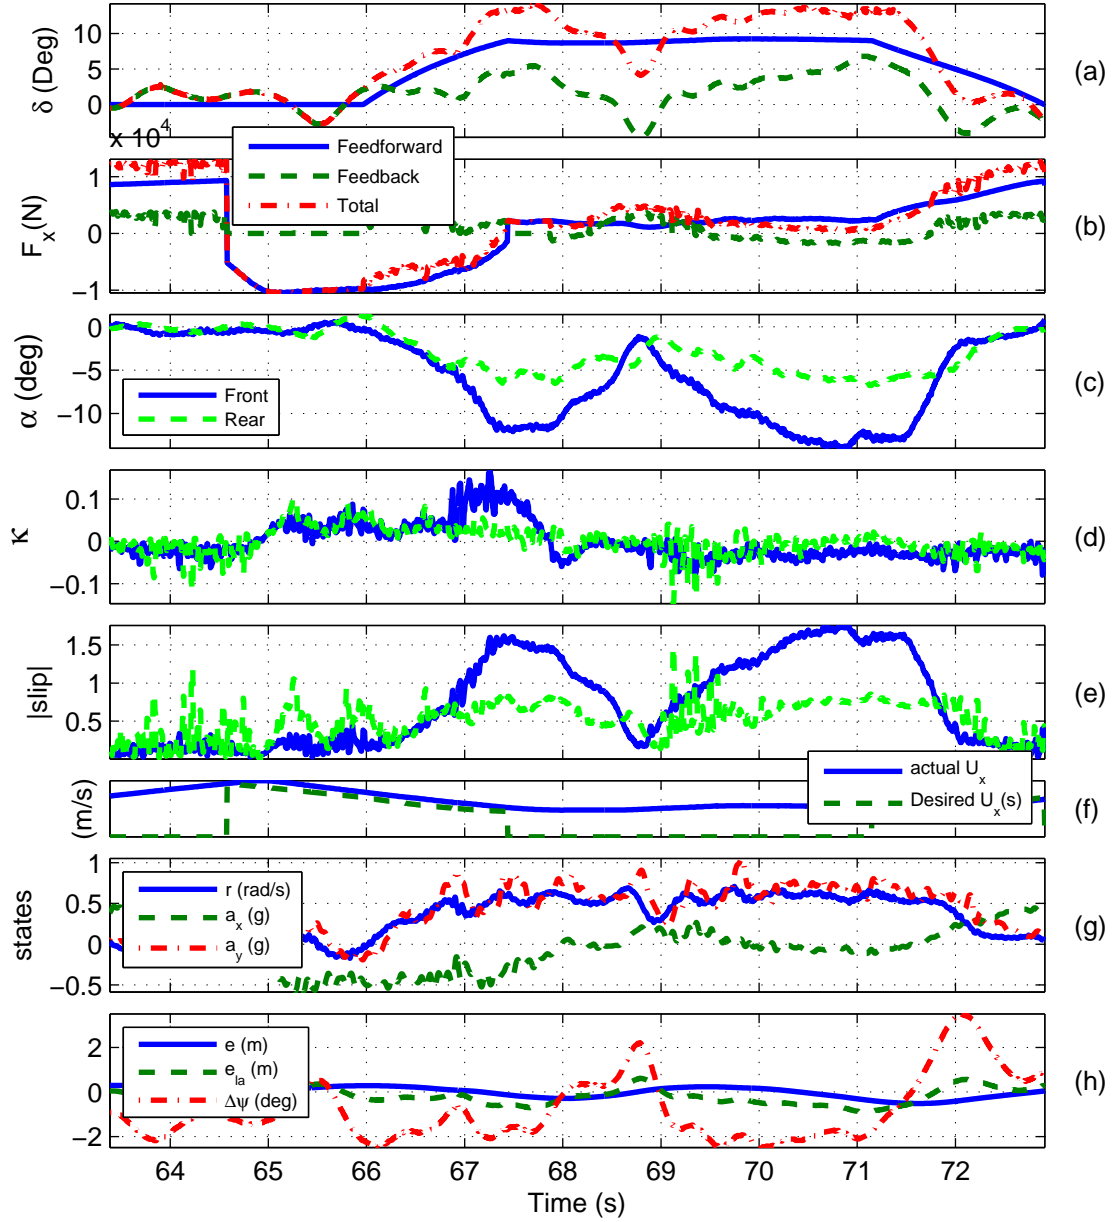 10
5
0
δ (Deg)
(a)
x 10⁴
Feedforward
Feedback
Total
1
0
−1
F_x(N)
(b)
0
−5
−10
α (deg)
Front
Rear
(c)
0.1
0
−0.1
κ
(d)
1.5
1
0.5
|slip|
(e)
(m/s)
actual U_x
Desired U_x(s)
(f)
1
0.5
0
−0.5
states
r (rad/s)
a_x (g)
a_y (g)
(g)
2
0
−2
e (m)
e_la (m)
Δψ (deg)
(h)
64 65 66 67 68 69 70 71 72
Time (s)